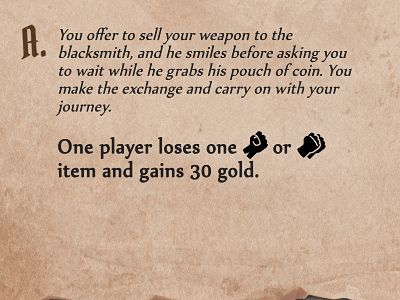 A. You offer to sell your weapon to the
blacksmith, and he smiles before asking you
to wait while he grabs his pouch of coin. You
make the exchange and carry on with your
journey.
One player loses one or
item and gains 30 gold.